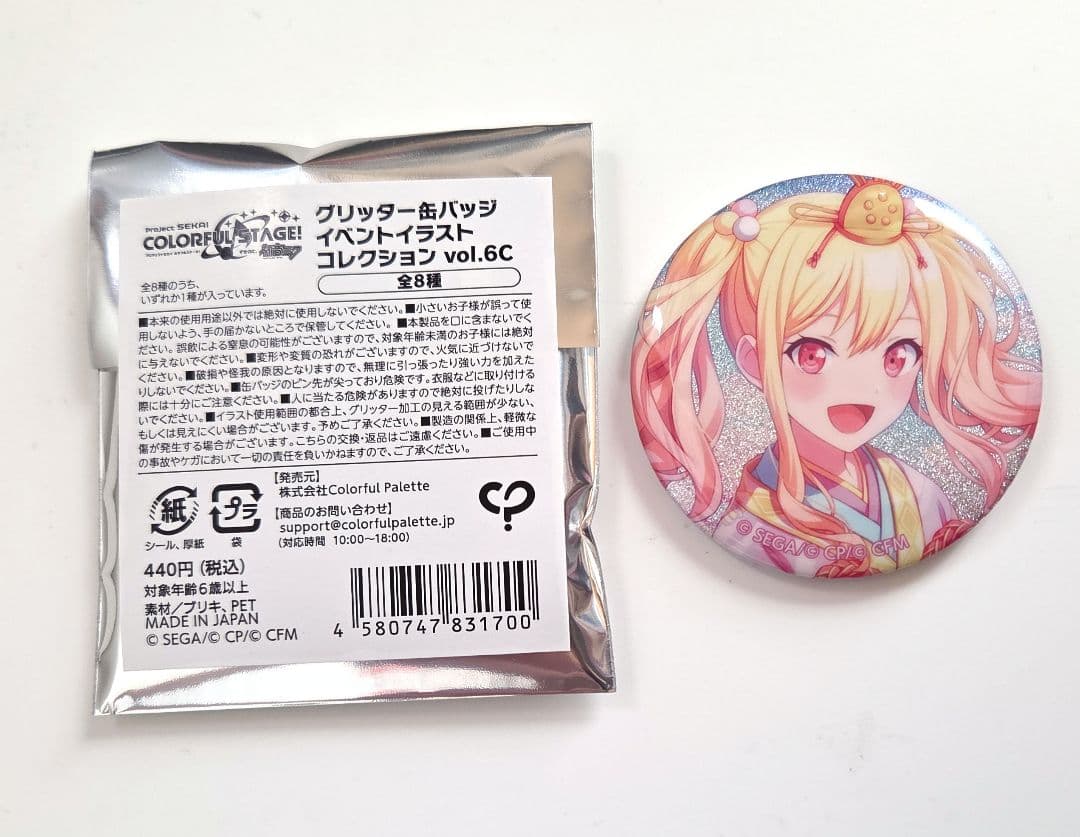 Project SEKAI
COLORFUL STAGE!
グリッター缶バッジ
イベントイラスト
コレクション vol.6C
全8種
全8種のうち、
いずれか1種が入っています。
■本来の使用用途以外では絶対に使用しないでください。■小さいお子様が誤って使
用しないよう、手の届かないところで保管してください。■本製品を口に含まないでく
ださい。誤飲による窒息の可能性がございますので、対象年齢未満のお子様には絶対
に与えないでください。■変形や変質の恐れがございますので、火気に近づけないで
ください。■破損や怪我の原因となりますので、無理に引っ張ったり強い力を加えた
りしないでください。■缶バッジのピン先が尖っており危険です。衣服などに取り付ける
際には十分にご注意ください。■人に当たる危険がありますので絶対に投げたりしな
いでください。■イラスト使用範囲の都合上、グリッター加工の見える範囲が少ない、
もしくは見えにくい場合がございます。予めご了承ください。■製造の関係上、軽微な
傷が発生する場合がございます。こちらの交換・返品はご遠慮ください。■ご使用中
の事故やケガにおいて一切の責任を負いかねますので、ご了承ください。
紙
シール、厚紙
プラ
袋
【発売元】
株式会社Colorful Palette
【商品のお問い合わせ】
support@colorfulpalette.jp
(対応時間 10:00〜18:00)
440円(税込)
対象年齢6歳以上
素材/ブリキ、PET
MADE IN JAPAN
© SEGA/© CP/© CFM
4 580747 831700
© SEGA/© CP/© CFM